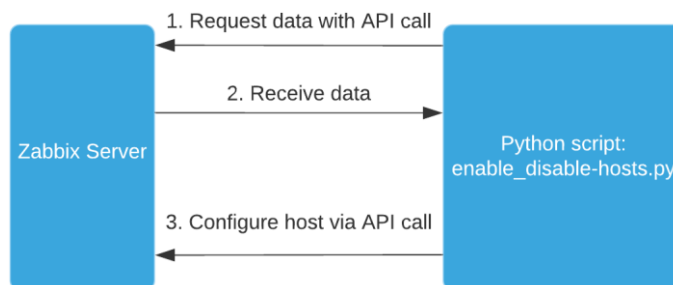 1. Request data with API call
2. Receive data
Zabbix Server
Python script:
enable_disable-hosts.py
3. Configure host via API call